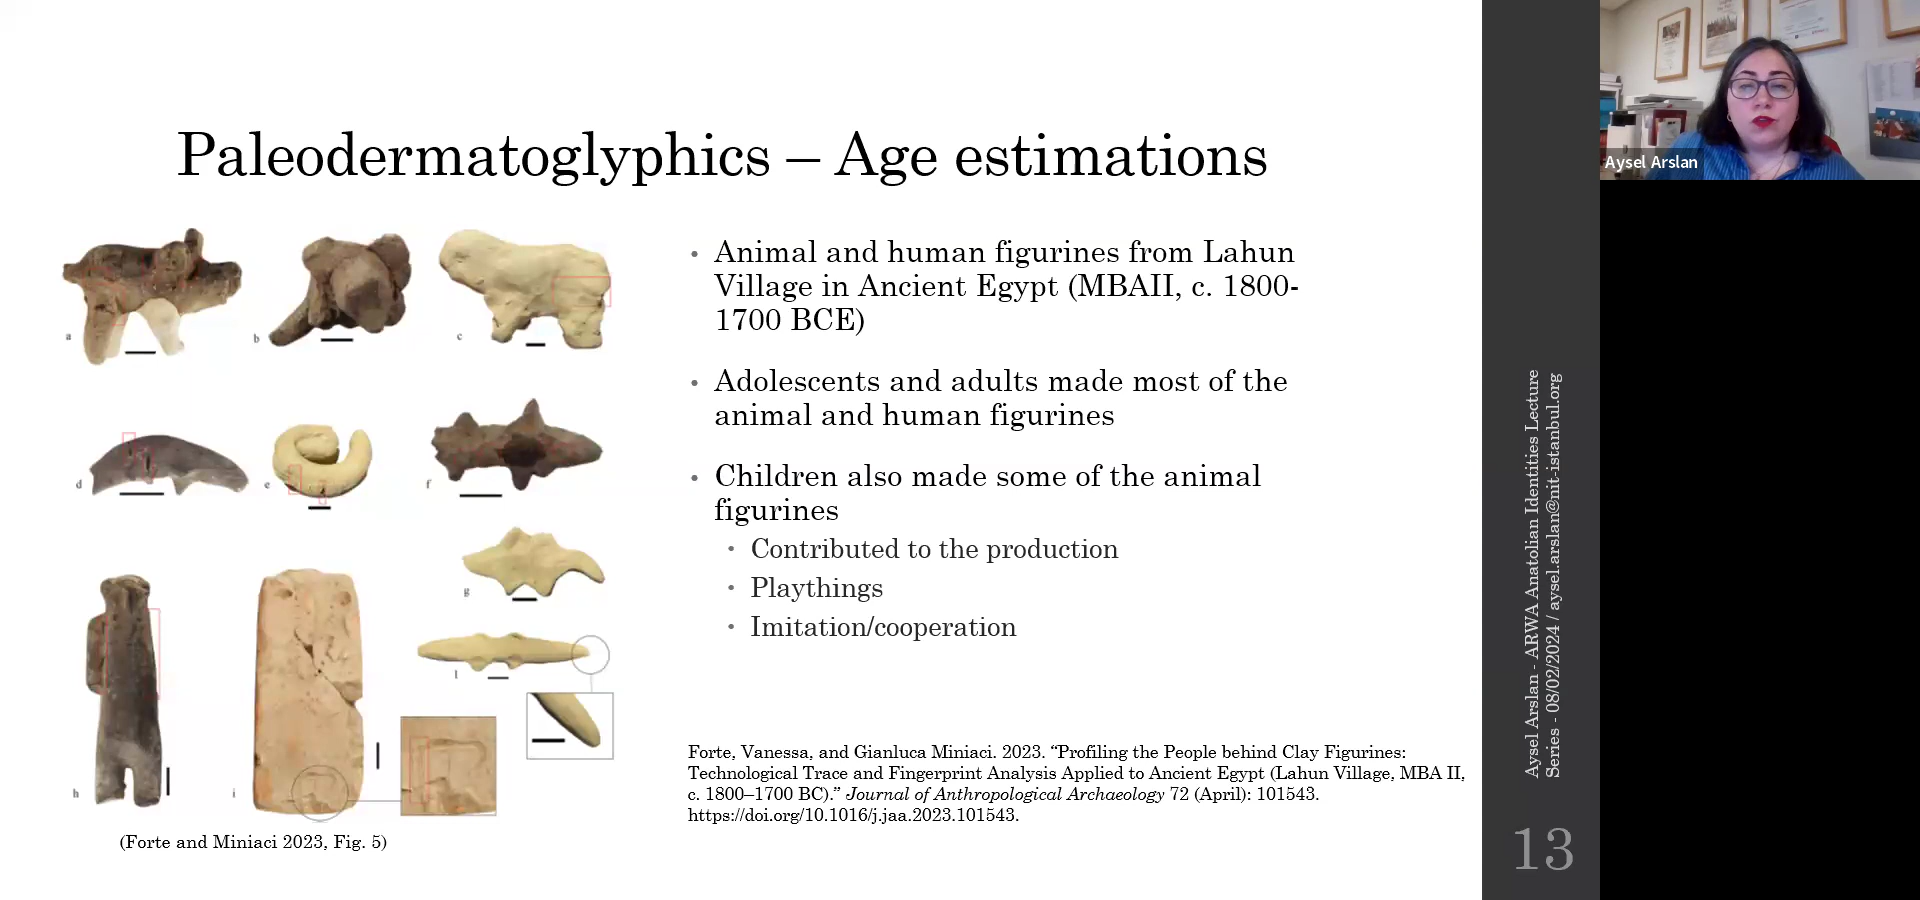 Paleodermatoglyphics – Age estimations
a
b
c
d
e
f
g
h
i
l
(Forte and Miniaci 2023, Fig. 5)
• Animal and human figurines from Lahun
Village in Ancient Egypt (MBAII, c. 1800-
1700 BCE)
• Adolescents and adults made most of the
animal and human figurines
• Children also made some of the animal
figurines
• Contributed to the production
• Playthings
• Imitation/cooperation
Forte, Vanessa, and Gianluca Miniaci. 2023. “Profiling the People behind Clay Figurines:
Technological Trace and Fingerprint Analysis Applied to Ancient Egypt (Lahun Village, MBA II,
c. 1800–1700 BC).” Journal of Anthropological Archaeology 72 (April): 101543.
https://doi.org/10.1016/j.jaa.2023.101543.
Aysel Arslan - ARWA Anatolian Identities Lecture
Series - 08/02/2024 / aysel.arslan@nit-istanbul.org
13
Aysel Arslan